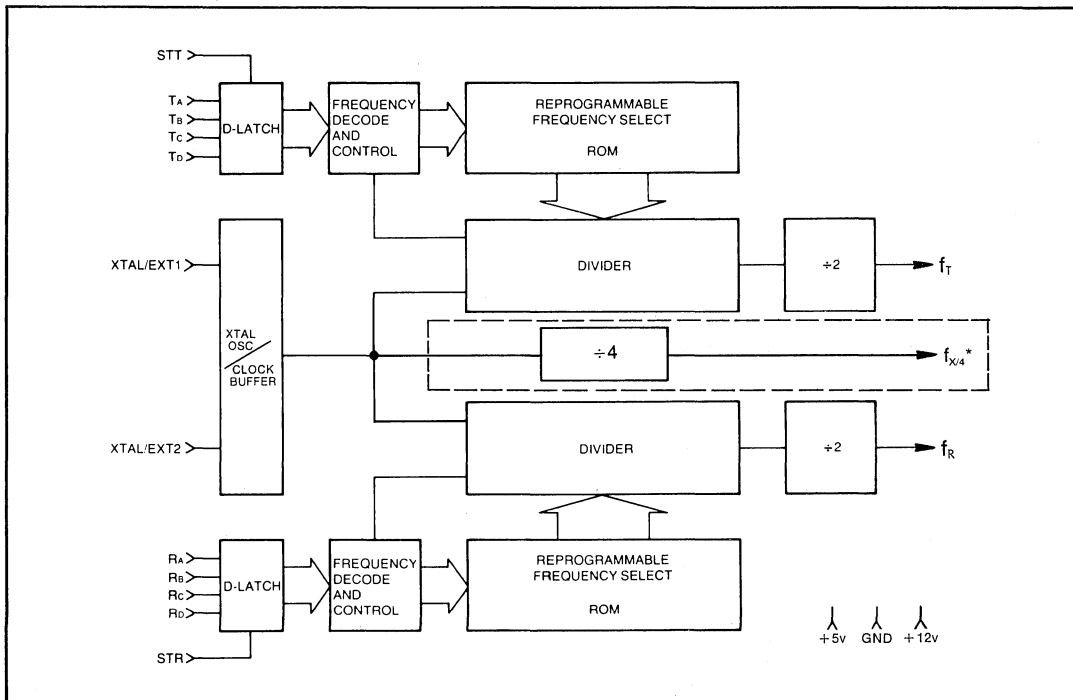 STT
TA
TB
TC
TD
D-LATCH
FREQUENCY
DECODE
AND
CONTROL
REPROGRAMMABLE
FREQUENCY SELECT
ROM
XTAL/EXT1
XTAL/EXT2
XTAL
OSC
CLOCK
BUFFER
DIVIDER
÷2
fT
÷4
fX/4*
DIVIDER
÷2
fR
RA
RB
RC
RD
D-LATCH
STR
FREQUENCY
DECODE
AND
CONTROL
REPROGRAMMABLE
FREQUENCY SELECT
ROM
+5v GND +12v